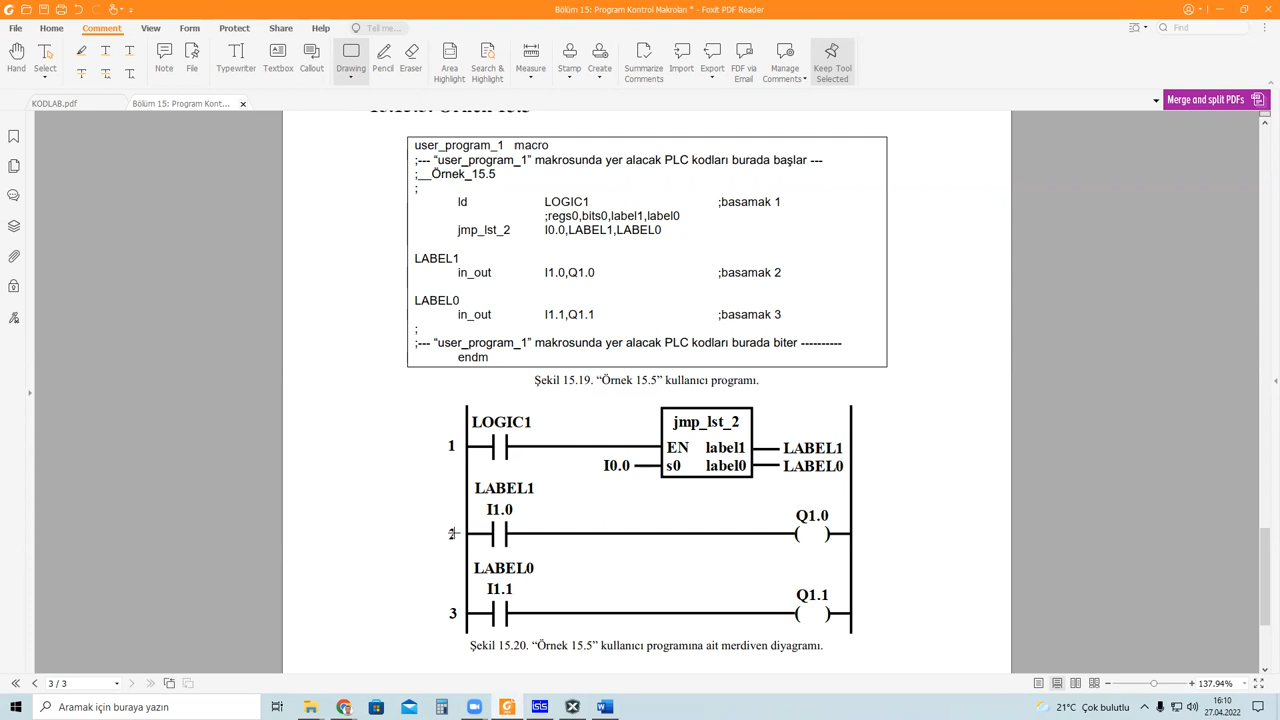 Bölüm 15: Program Kontrol Makroları * - Foxit PDF Reader
File Home Comment View Form Protect Share Help Tell me... Find
Hand Select Note File Typewriter Textbox Callout Drawing Pencil Eraser Area Highlight Search & Highlight Measure Stamp Create Summarize Comments Import Export FDF via Email Manage Comments Keep Tool Selected
KODLAB.pdf Bölüm 15: Program Kont... Merge and split PDFs
user_program_1 macro
;--- “user_program_1” makrosunda yer alacak PLC kodları burada başlar ---
;__Örnek_15.5
;
ld LOGIC1 ;basamak 1
;regs0,bits0,label1,label0
jmp_lst_2 I0.0,LABEL1,LABEL0
LABEL1
in_out I1.0,Q1.0 ;basamak 2
LABEL0
in_out I1.1,Q1.1 ;basamak 3
;
;--- “user_program_1” makrosunda yer alacak PLC kodları burada biter ----------
endm
Şekil 15.19. “Örnek 15.5” kullanıcı programı.
LOGIC1 jmp_lst_2
1 EN label1 LABEL1
I0.0 s0 label0 LABEL0
LABEL1
I1.0 Q1.0
2 ( )
LABEL0
I1.1 Q1.1
3 ( )
Şekil 15.20. “Örnek 15.5” kullanıcı programına ait merdiven diyagramı.
3 / 3 137.94%
Aramak için buraya yazın isis 21°C Çok bulutlu 16:10
27.04.2022